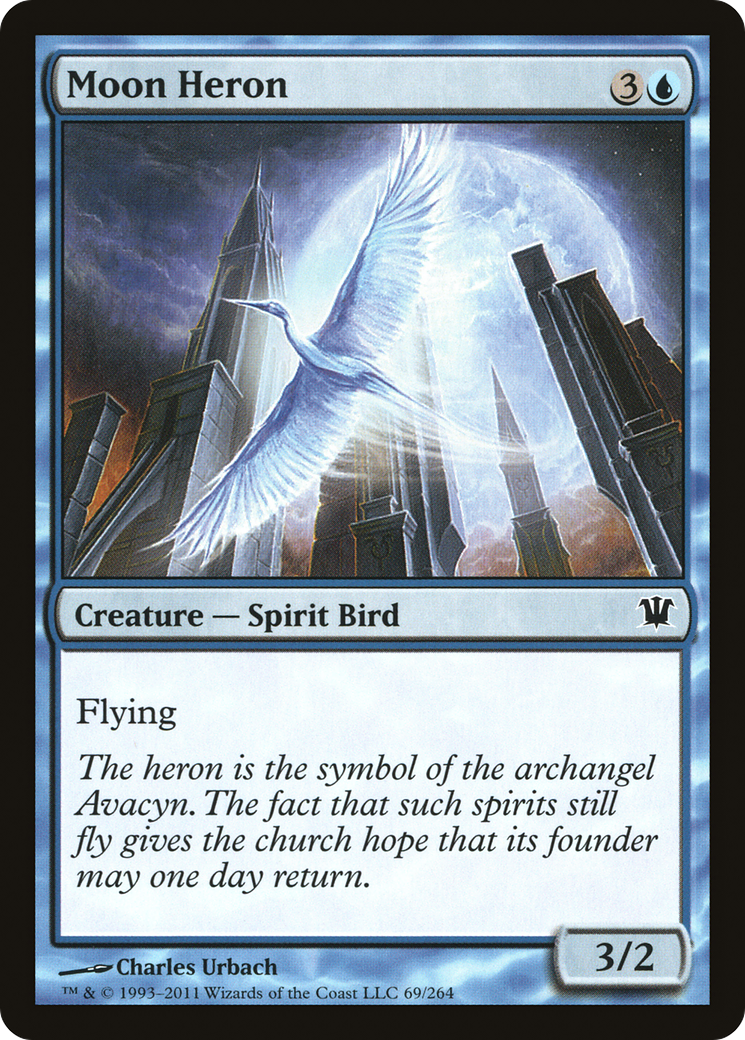 Moon Heron 3
Creature — Spirit Bird
Flying
The heron is the symbol of the archangel
Avacyn. The fact that such spirits still
fly gives the church hope that its founder
may one day return.
3/2
Charles Urbach
™ & © 1993–2011 Wizards of the Coast LLC 69/264